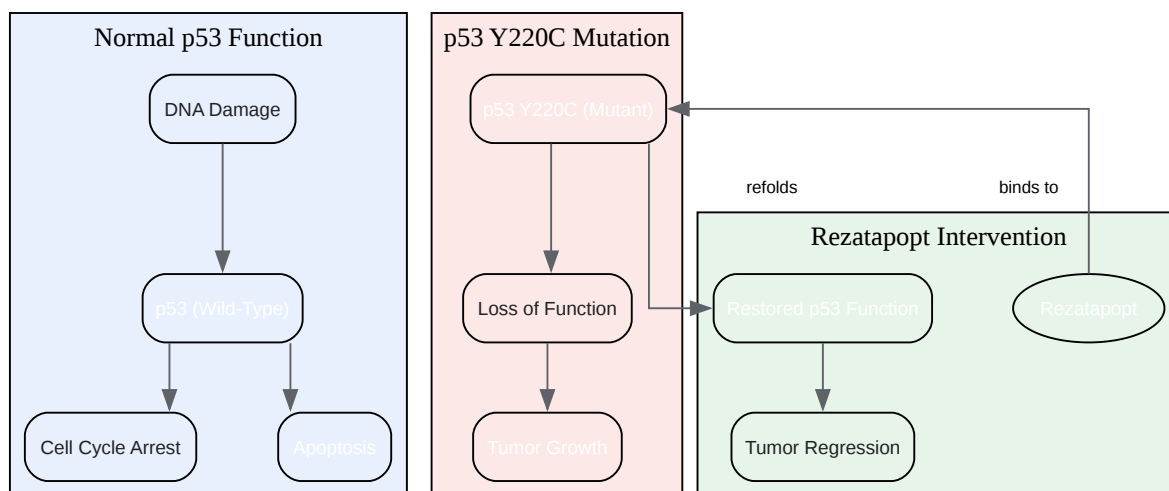 Normal p53 Function
DNA Damage
p53 (Wild-Type)
Cell Cycle Arrest
Apoptosis
p53 Y220C Mutation
p53 Y220C (Mutant)
Loss of Function
Tumor Growth
refolds
binds to
Rezatapopt Intervention
Restored p53 Function
Rezatapopt
Tumor Regression